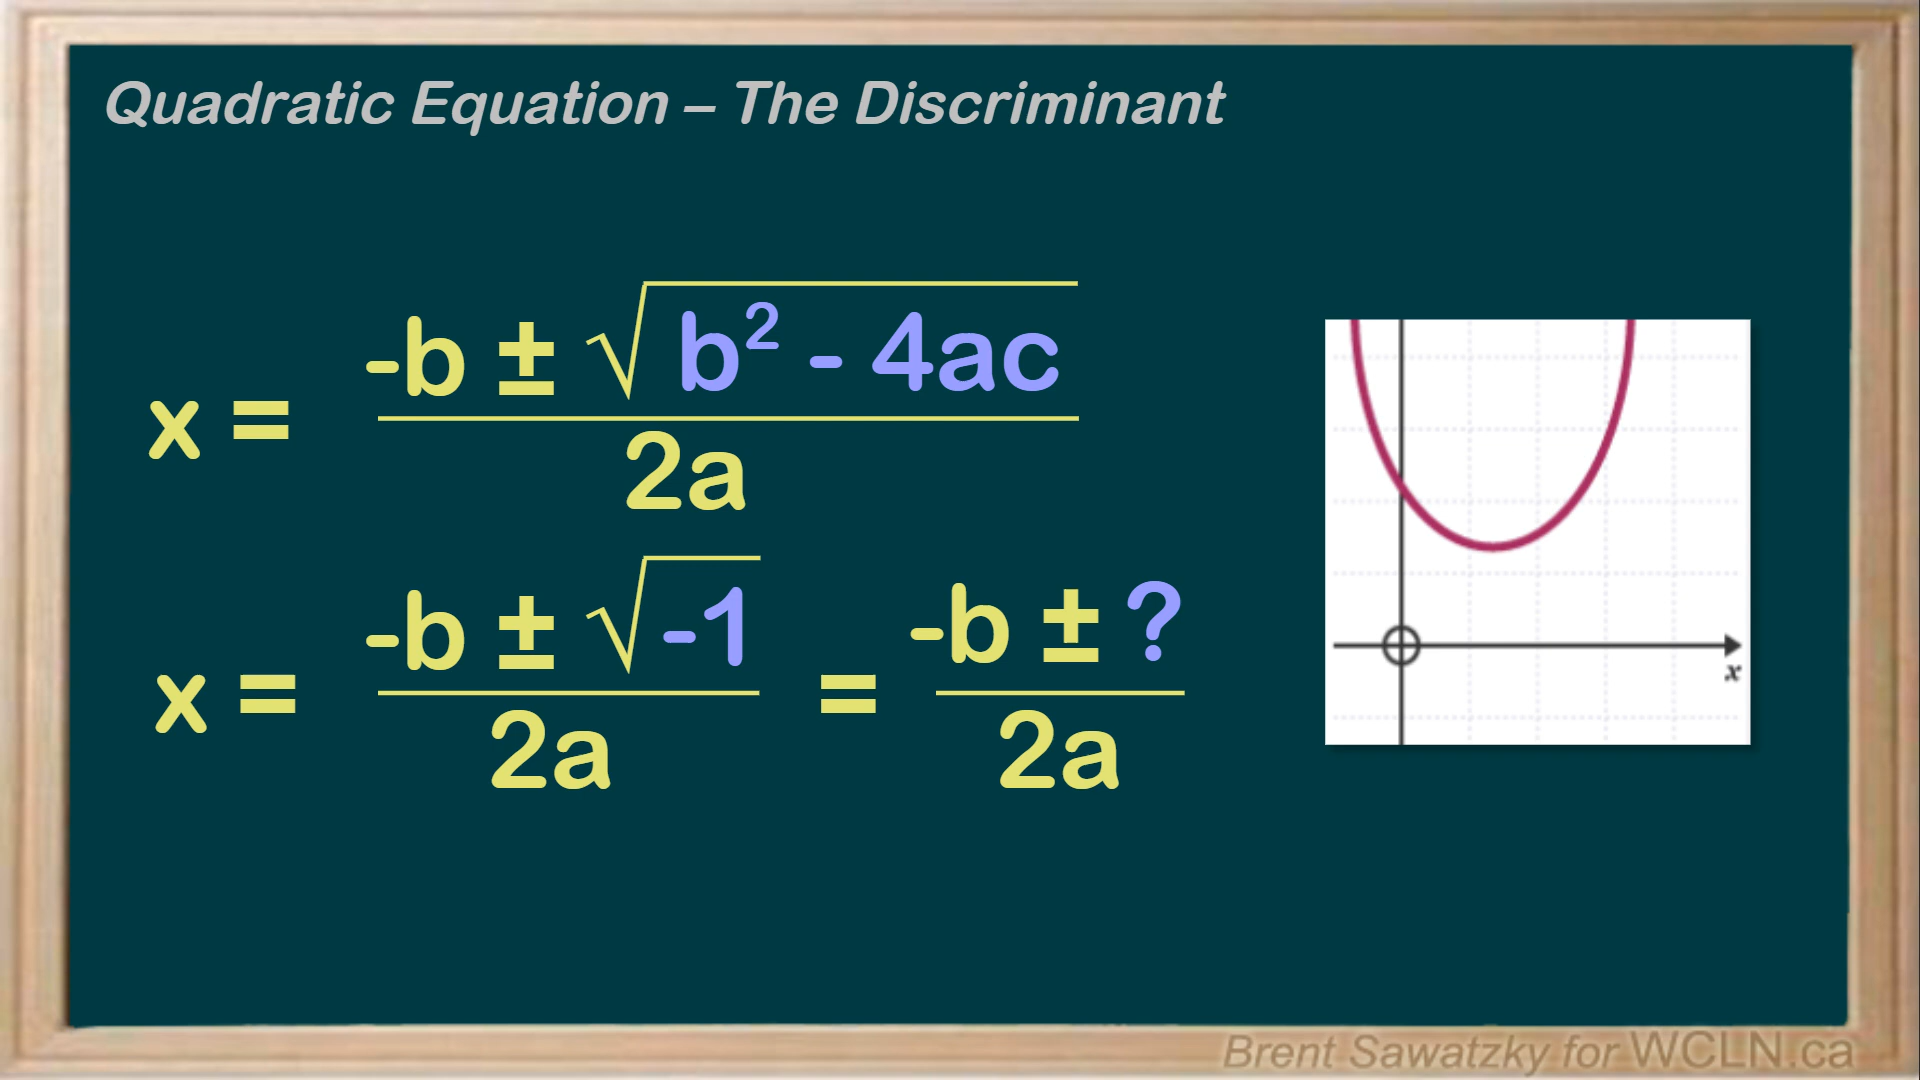 Quadratic Equation – The Discriminant
x = -b ± √ b² - 4ac
2a
x = -b ± √ -1 = -b ± ?
2a 2a
x
Brent Sawatzky for WCLN.ca